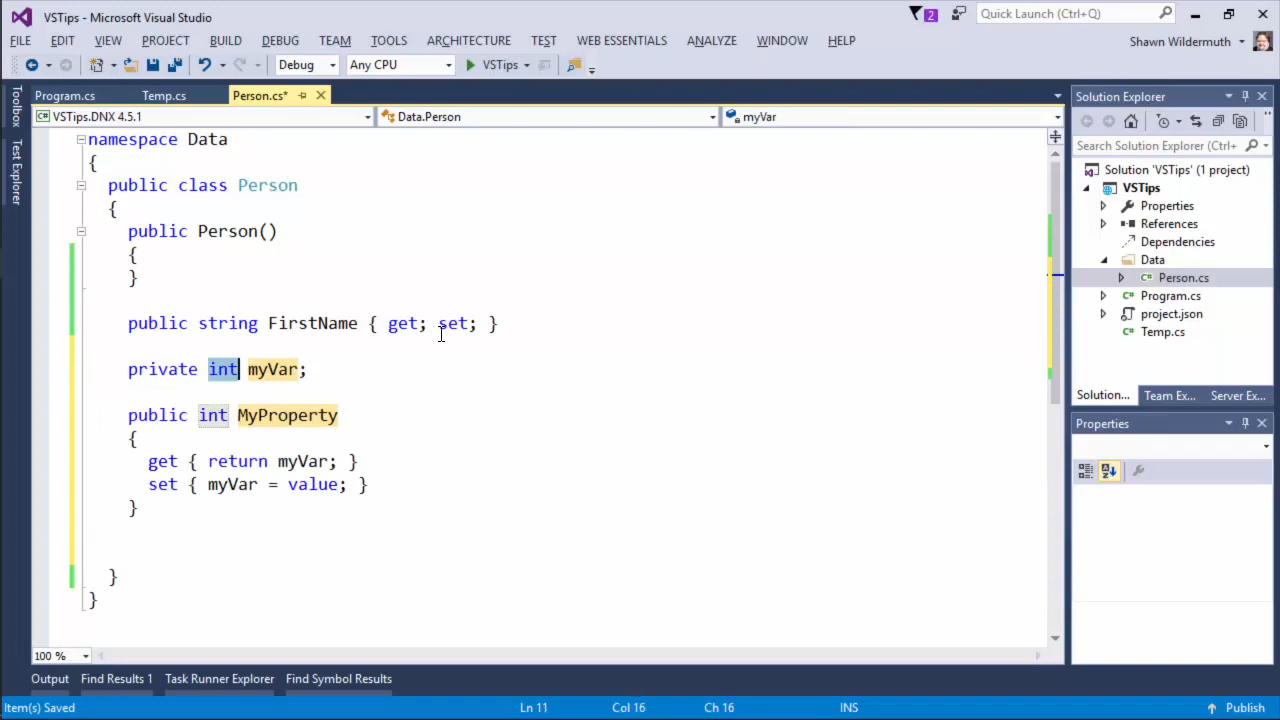 VSTips - Microsoft Visual Studio
2
Quick Launch (Ctrl+Q)
FILE EDIT VIEW PROJECT BUILD DEBUG TEAM TOOLS ARCHITECTURE TEST WEB ESSENTIALS ANALYZE WINDOW HELP
Shawn Wildermuth
Debug Any CPU VSTips
Toolbox
Test Explorer
Program.cs Temp.cs Person.cs*
VSTips.DNX 4.5.1 Data.Person myVar
namespace Data
{
public class Person
{
public Person()
{
}
public string FirstName { get; set; }
private int myVar;
public int MyProperty
{
get { return myVar; }
set { myVar = value; }
}
}
}
100 %
Solution Explorer
Search Solution Explorer (Ctrl+
Solution 'VSTips' (1 project)
VSTips
Properties
References
Dependencies
Data
C# Person.cs
C# Program.cs
project.json
C# Temp.cs
Solution... Team Ex... Server Ex...
Properties
Output Find Results 1 Task Runner Explorer Find Symbol Results
Item(s) Saved Ln 11 Col 16 Ch 16 INS Publish